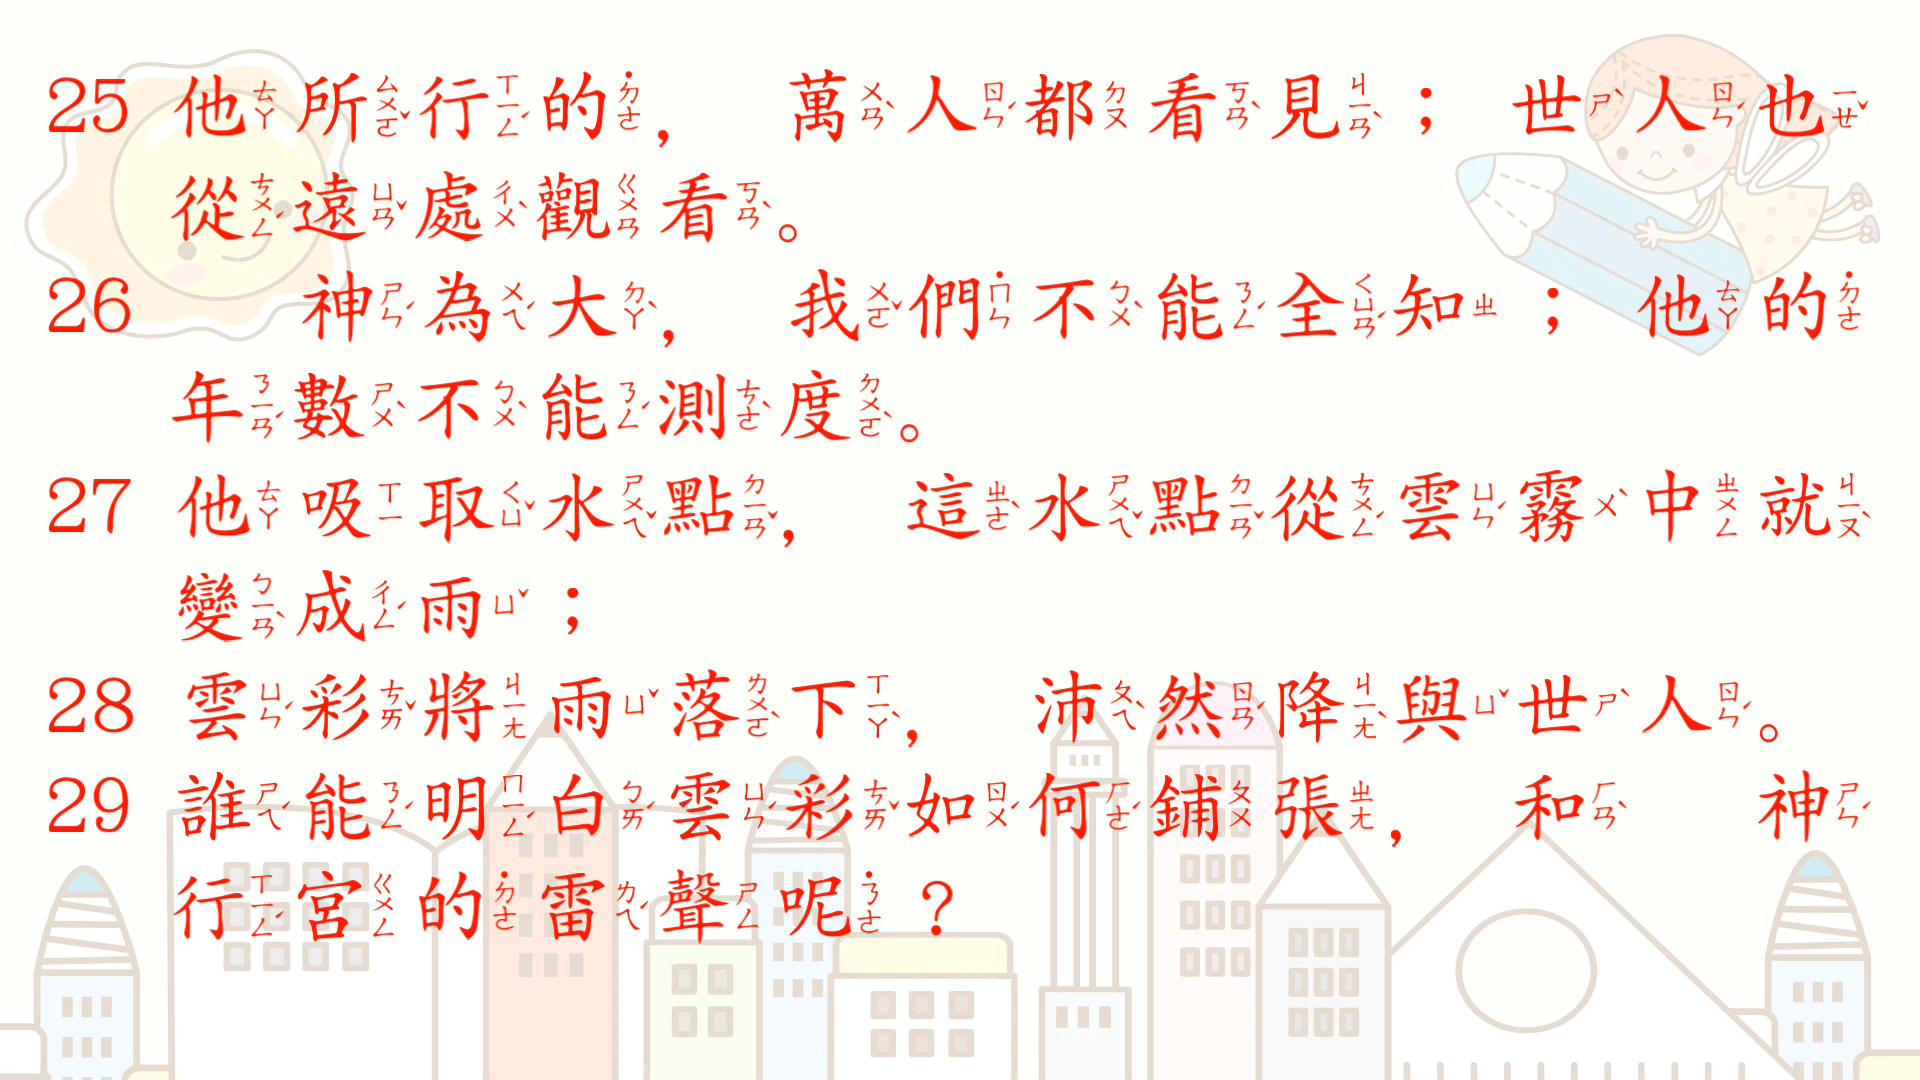 25 他所行的， 萬人都看見； 世人也
從遠處觀看。
26 神為大， 我們不能全知； 他的
年數不能測度。
27 他吸取水點， 這水點從雲霧中就
變成雨；
28 雲彩將雨落下， 沛然降與世人。
29 誰能明白雲彩如何鋪張， 和 神
行宮的雷聲呢？